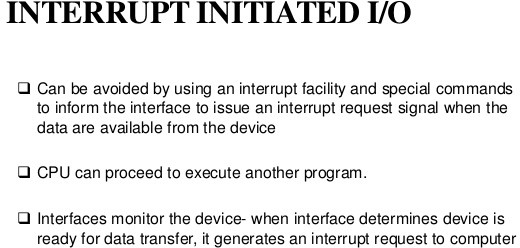 INTERRUPT INITIATED I/O
❑ Can be avoided by using an interrupt facility and special commands
to inform the interface to issue an interrupt request signal when the
data are available from the device
❑ CPU can proceed to execute another program.
❑ Interfaces monitor the device- when interface determines device is
ready for data transfer, it generates an interrupt request to computer